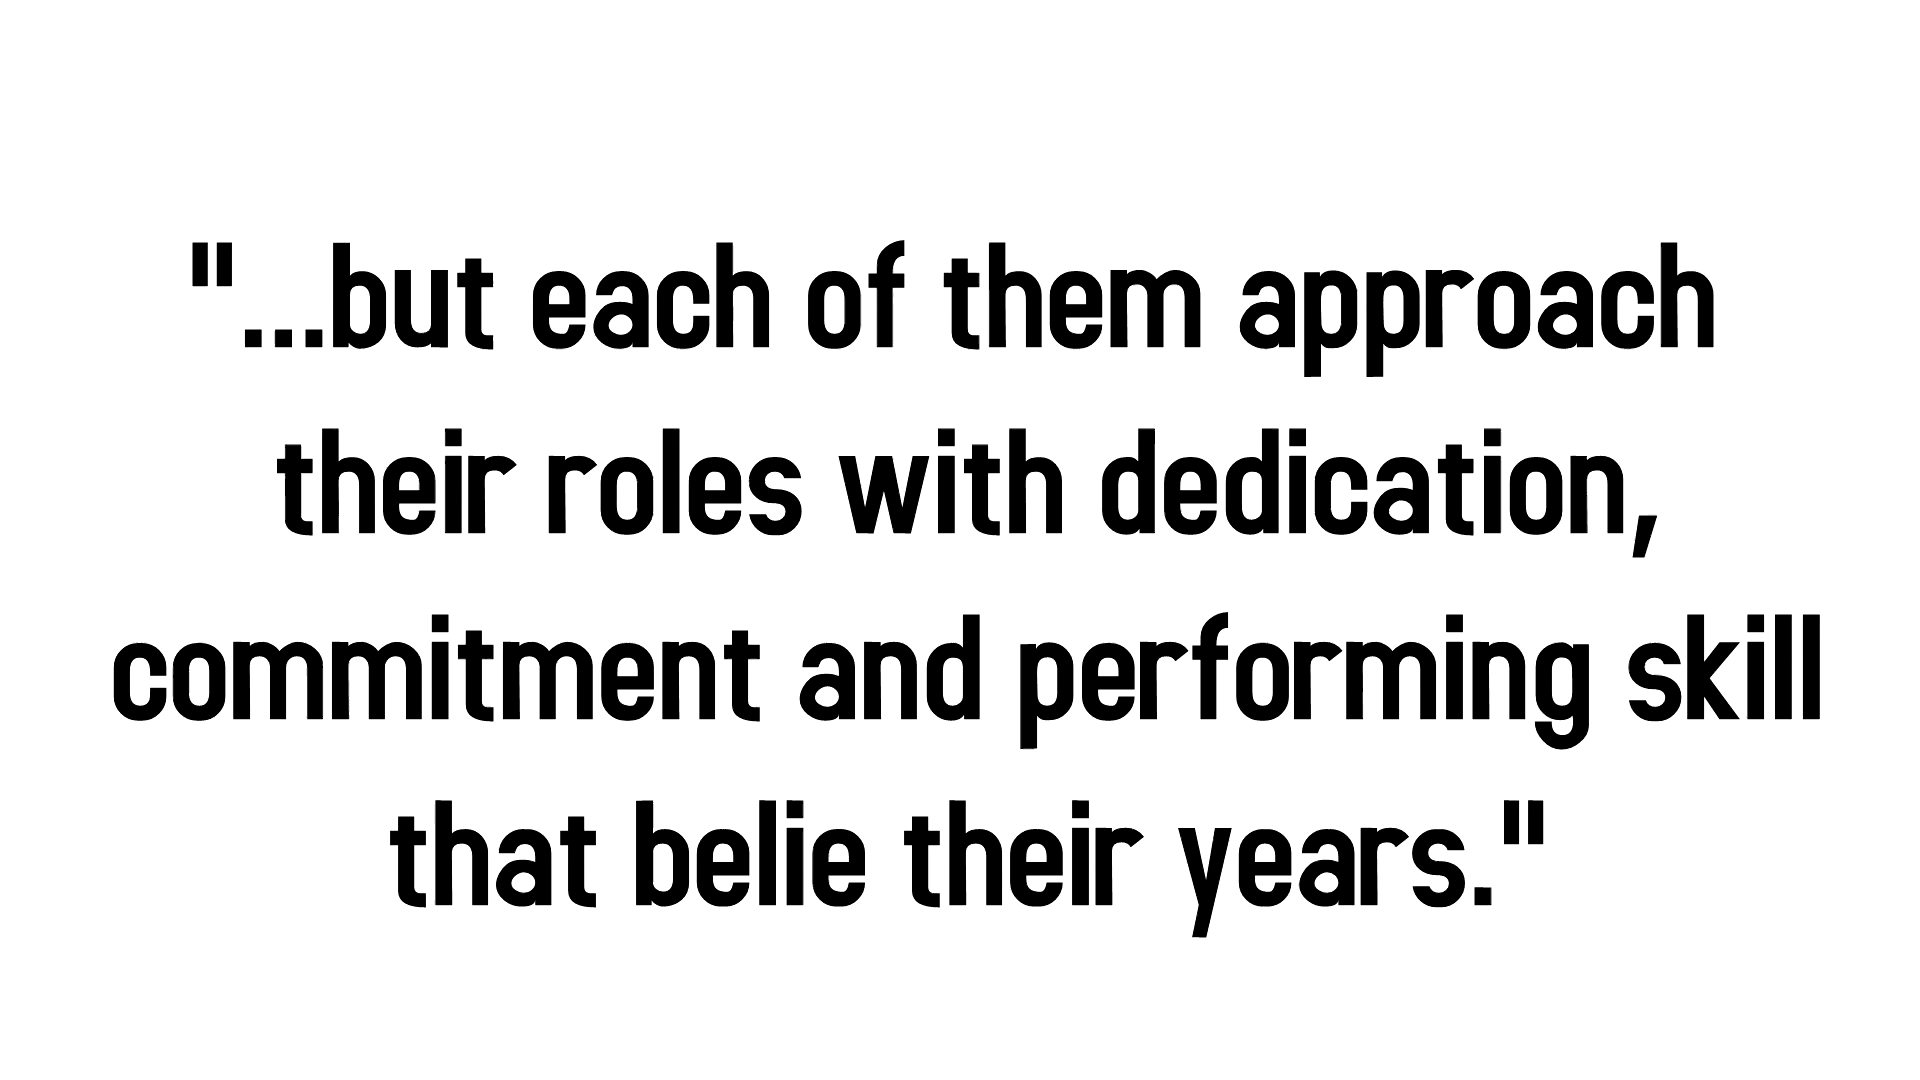 "...but each of them approach
their roles with dedication,
commitment and performing skill
that belie their years."